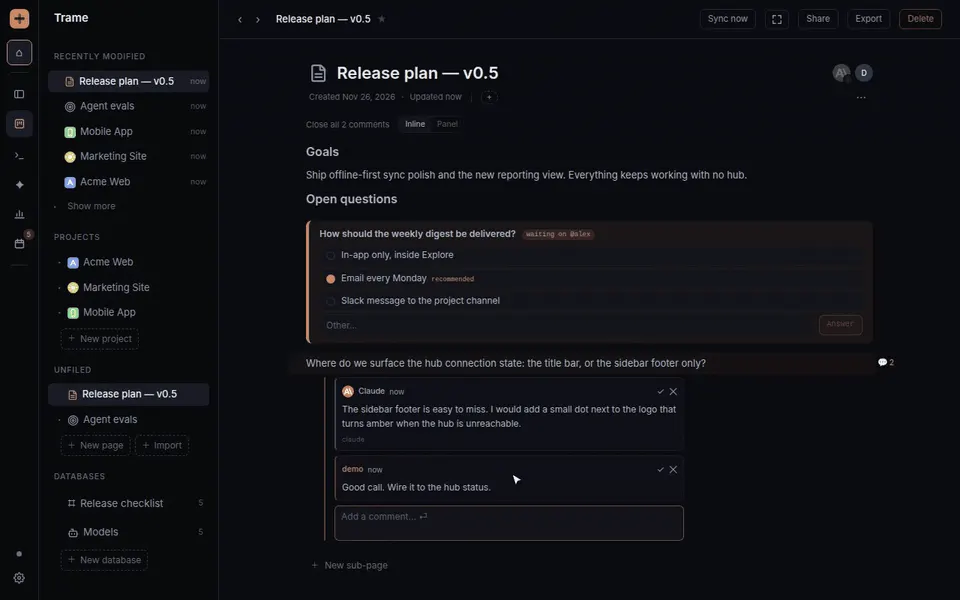 Trame
RECENTLY MODIFIED
Release plan — v0.5 now
Agent evals now
Mobile App now
Marketing Site now
Acme Web now
Show more
PROJECTS
Acme Web
Marketing Site
Mobile App
+ New project
UNFILED
Release plan — v0.5
Agent evals
+ New page + Import
DATABASES
Release checklist 5
Models 5
+ New database
5
‹ › Release plan — v0.5 ★
Sync now Share Export Delete
Release plan — v0.5
D
Created Nov 26, 2026 · Updated now +
Close all 2 comments Inline Panel
Goals
Ship offline-first sync polish and the new reporting view. Everything keeps working with no hub.
Open questions
How should the weekly digest be delivered? waiting on @alex
In-app only, inside Explore
Email every Monday recommended
Slack message to the project channel
Other...
Answer
Where do we surface the hub connection state: the title bar, or the sidebar footer only? 💬 2
Claude now
The sidebar footer is easy to miss. I would add a small dot next to the logo that
turns amber when the hub is unreachable.
claude
demo now
Good call. Wire it to the hub status.
Add a comment... ⏎
+ New sub-page